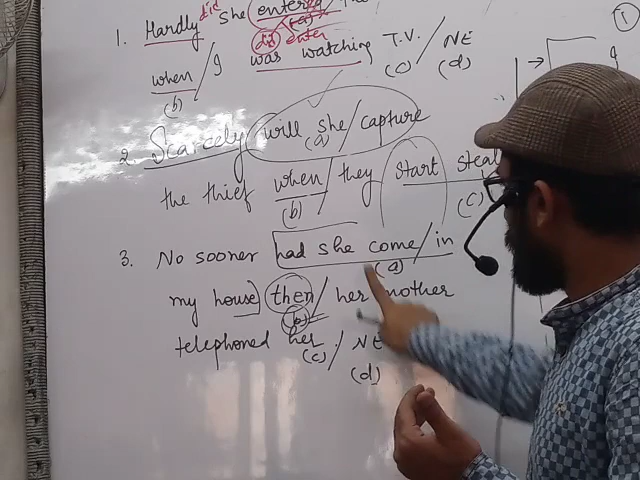 did
1. Hardly she entered
(a)
did enter
when / I was watching T.V. / NE
(b) (c) (d)
2. Scarcely will she / capture
(a)
the thief when / they start steal
(b) (c)
3. No sooner had she come / in
(a)
my house) then / her mother
(b)
telephoned her / NE
(c)
(d)
1